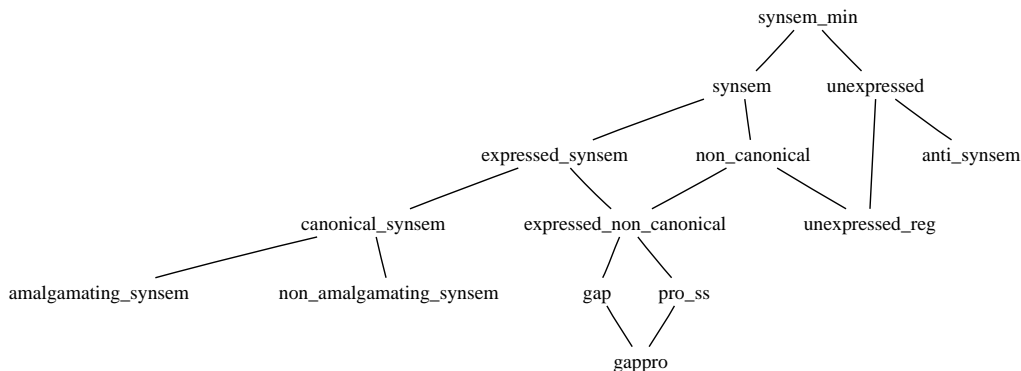 synsem_min
synsem unexpressed
expressed_synsem non_canonical anti_synsem
canonical_synsem expressed_non_canonical unexpressed_reg
amalgamating_synsem non_amalgamating_synsem gap pro_ss
gappro